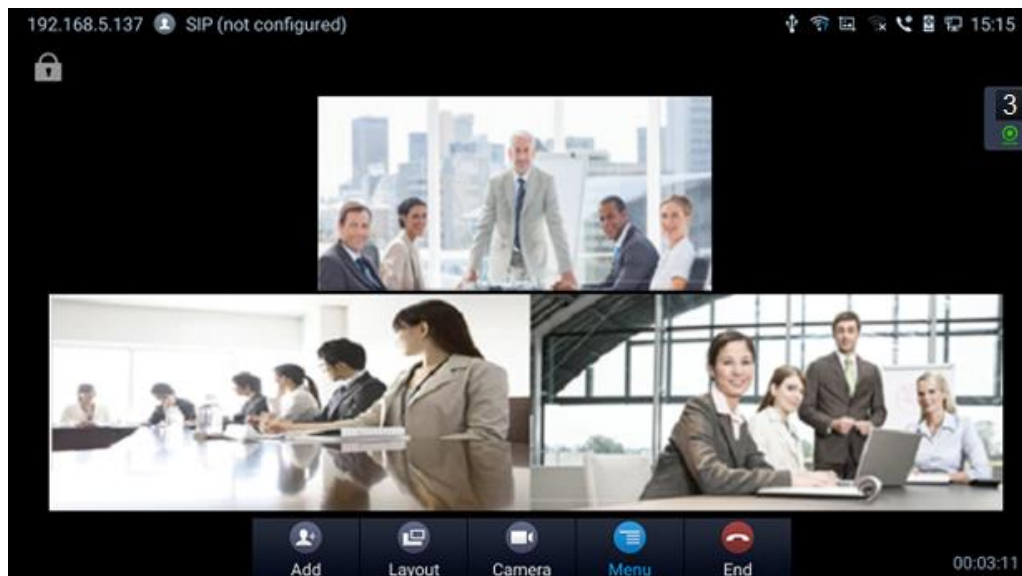 192.168.5.137 SIP (not configured) 15:15
3
Add Layout Camera Menu End
00:03:11